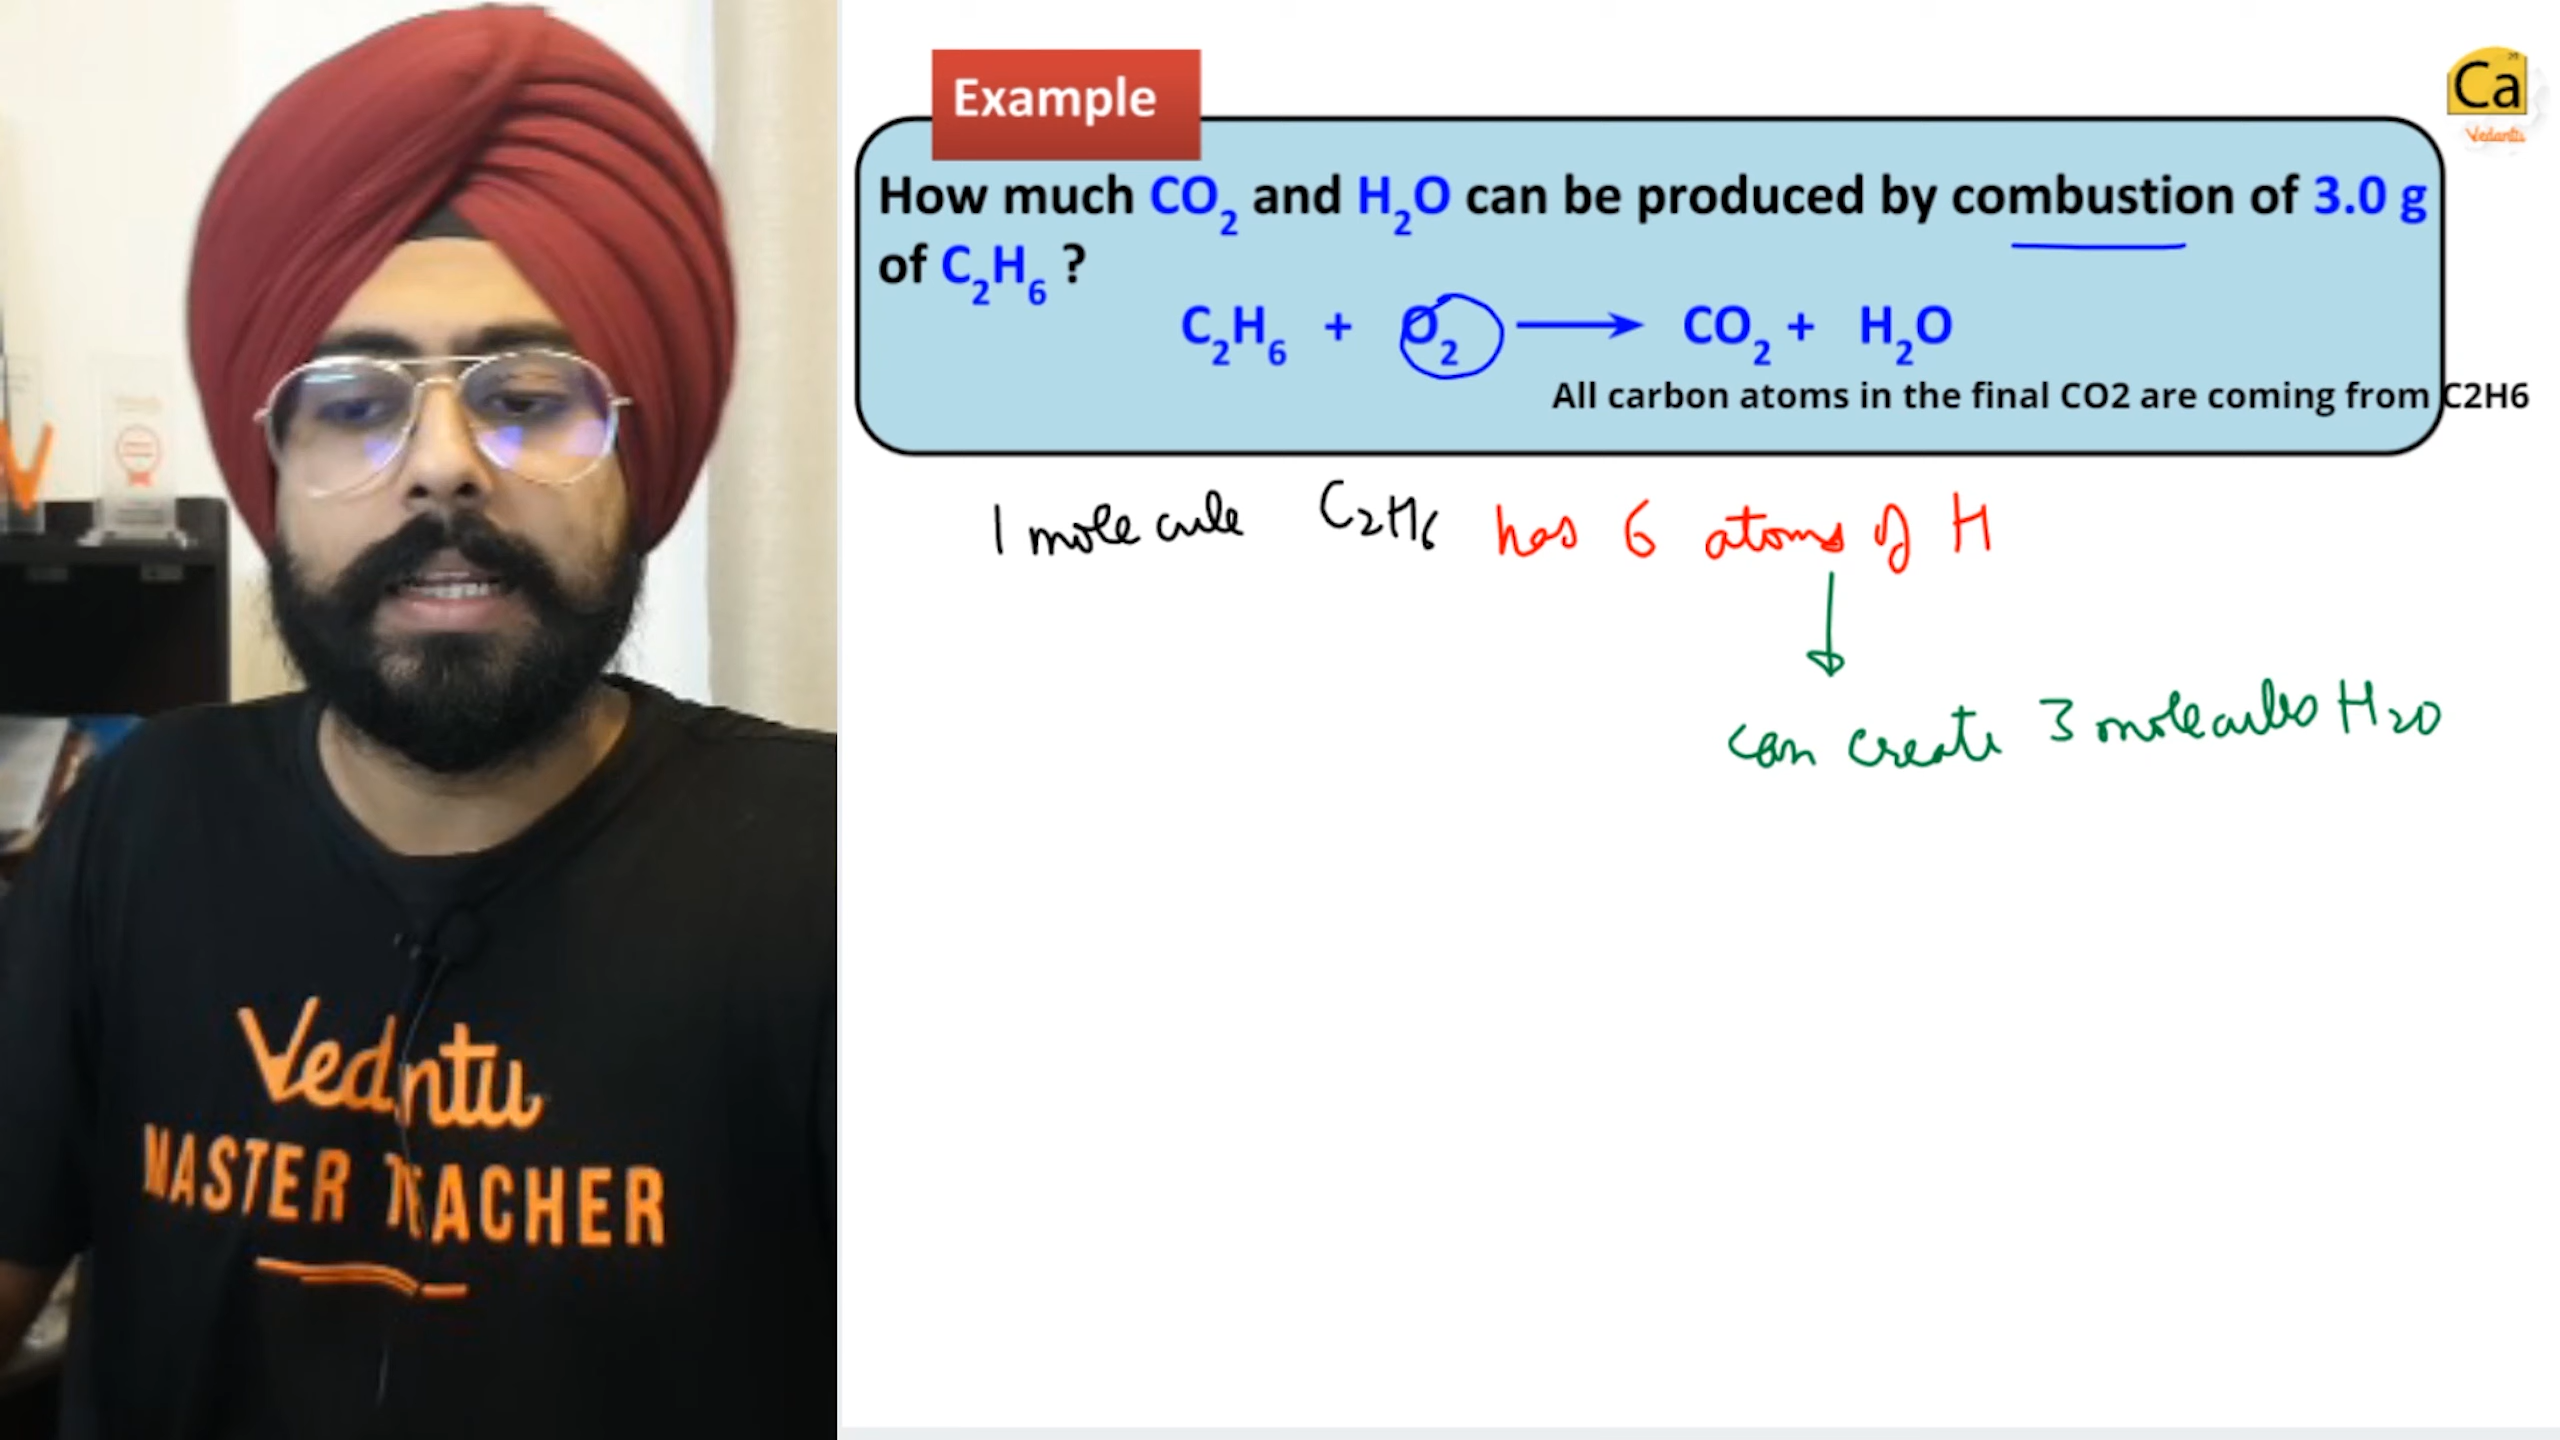 Example
Ca
Vedantu
How much CO₂ and H₂O can be produced by combustion of 3.0 g
of C₂H₆ ?
C₂H₆ + O₂ ⟶ CO₂ + H₂O
All carbon atoms in the final CO2 are coming from C2H6
1 molecule C₂H₆ has 6 atoms of H
↓
can create 3 molecules H₂O
Vedntu
MASTER TEACHER